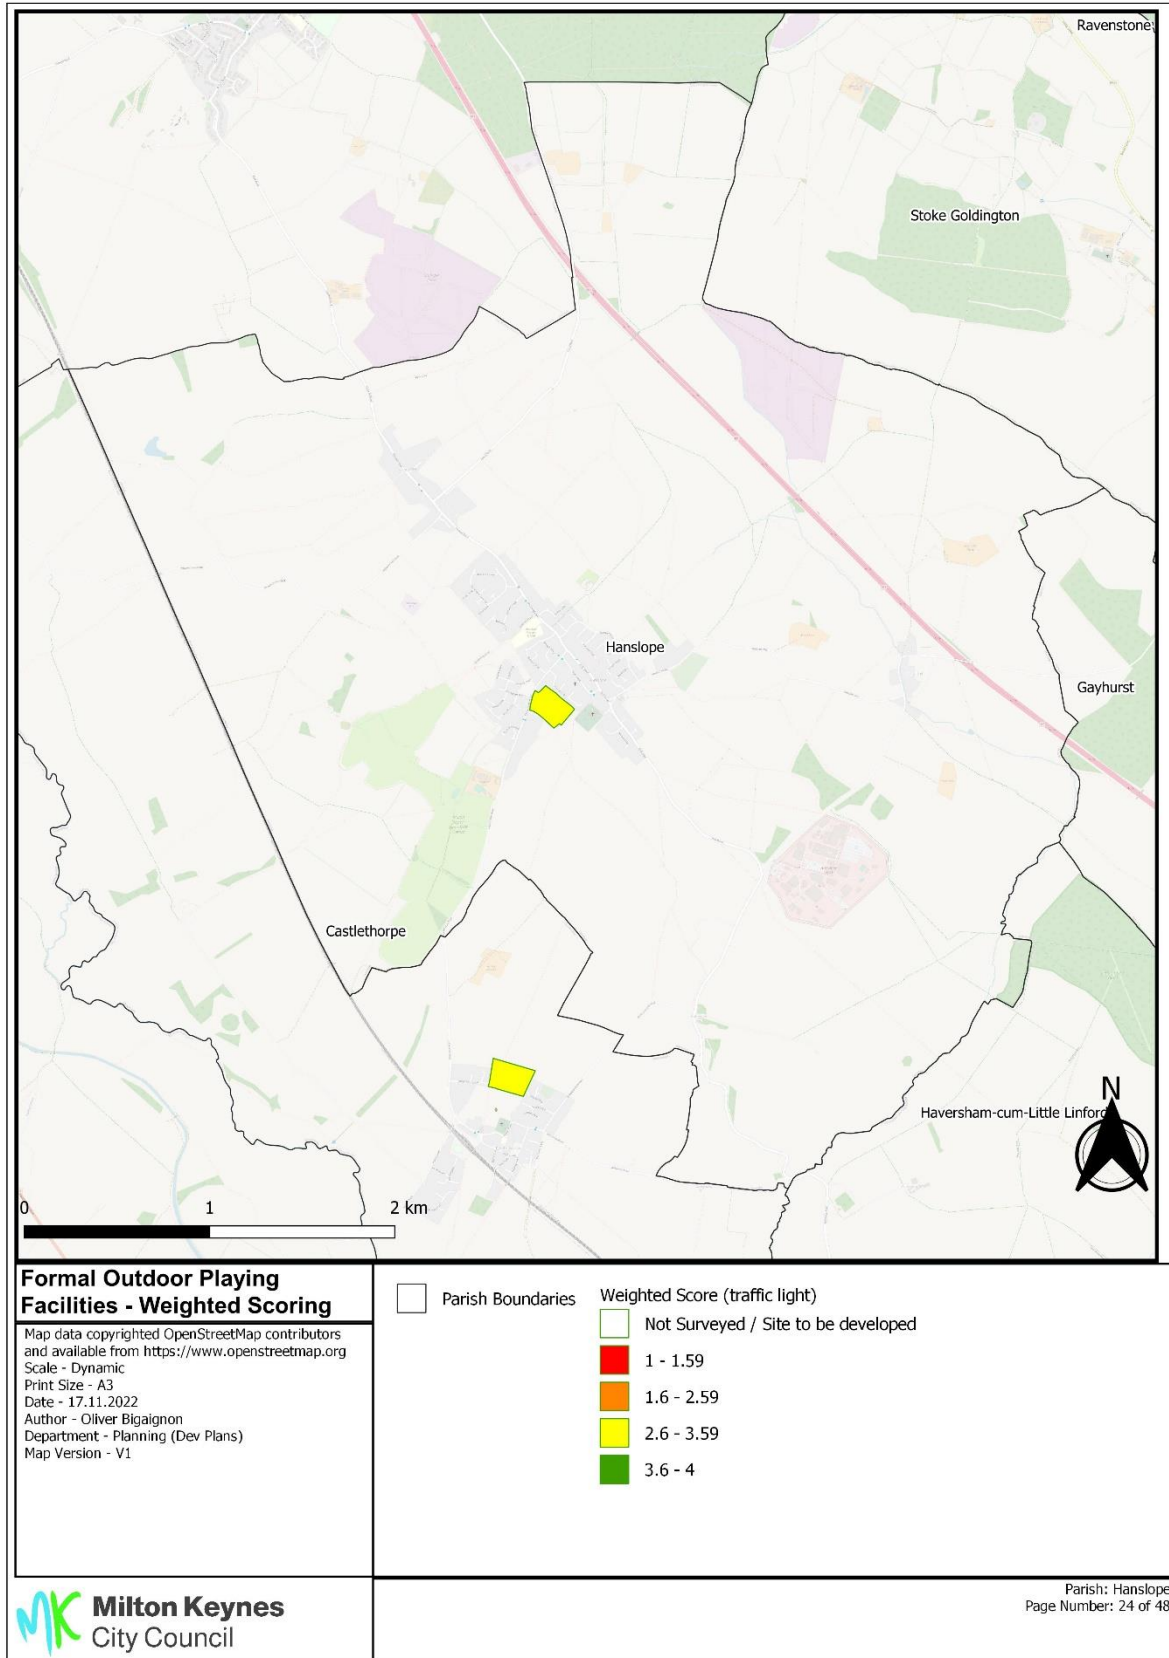 Ravenstone
Stoke Goldington
Hanslope
Gayhurst
Castlethorpe
Haversham-cum-Little Linford
N
0 1 2 km
Formal Outdoor Playing
Facilities - Weighted Scoring
Map data copyrighted OpenStreetMap contributors
and available from https://www.openstreetmap.org
Scale - Dynamic
Print Size - A3
Date - 17.11.2022
Author - Oliver Bigaignon
Department - Planning (Dev Plans)
Map Version - V1
Parish Boundaries
Weighted Score (traffic light)
Not Surveyed / Site to be developed
1 - 1.59
1.6 - 2.59
2.6 - 3.59
3.6 - 4
MK
Milton Keynes
City Council
Parish: Hanslope
Page Number: 24 of 48